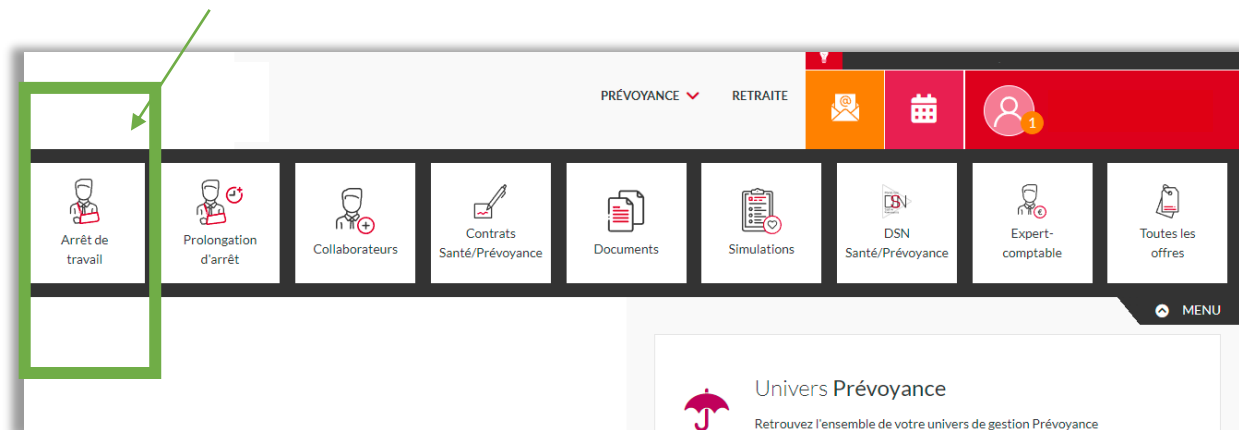 PRÉVOYANCE RETRAITE
@
1
Arrêt de
travail
Prolongation
d'arrêt
Collaborateurs
Contrats
Santé/Prévoyance
Documents
Simulations
DSN
DSN
Santé/Prévoyance
€
Expert-
comptable
Toutes les
offres
MENU
Univers Prévoyance
Retrouvez l'ensemble de votre univers de gestion Prévoyance